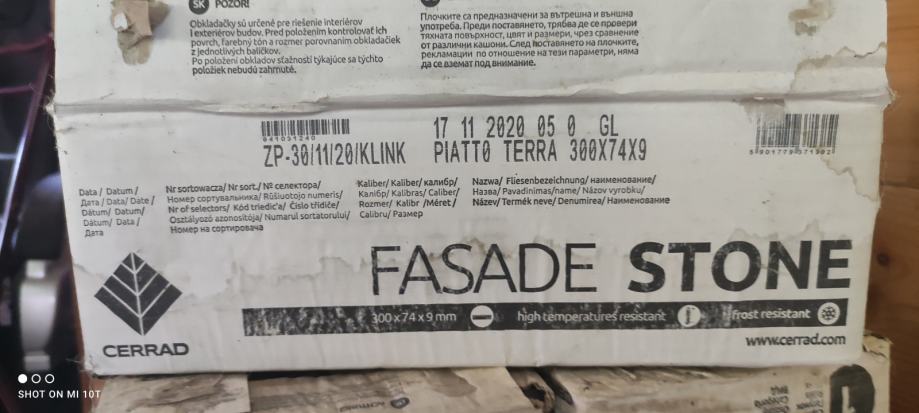 SK POZOR!
Obkladačky sú určené pre riešenie interiérov
i exteriérov budov. Pred položením kontrolovať ich
povrch, farebný tón a rozmer porovnaním obkladačiek
z jednotlivých balíčkov.
Po položení obkladov sťažnosti týkajúce sa týchto
položiek nebudú zahrnuté.
Плочките са предназначени за вътрешна и външна
употреба. Преди поставянето, трябва да се провери
тяхната повърхност, цвят и размери, чрез сравнение
от различни кашони. След поставянето на плочките,
рекламации по отношение на тези параметри, няма
да се вземат под внимание.
17 11 2020 05 0 GL
ZP-30/11/20/KLINK PIATTO TERRA 300X74X9
5 901779 371902
Data / Datum /
Дата / Data/ Date /
Dátum/ Datum/
Dátum/ Data /
Дата
Nr sortowacza/ Nr sort./ № селектора/
Номер сортувальника/ Rūšiuotojo numeris/
Nr of selectors/ Kód triediča/ Číslo třídiče/
Osztályozó azonosítója/ Numarul sortatorului/
Номер на сортировача
Kaliber/ Kaliber/ калибр/
Калібр/ Kalibras/ Caliber/
Rozmer/ Kalibr /Méret /
Calibru/ Размер
Nazwa/ Fliesenbezeichnung/ наименование/
Назва/ Pavadinimas/name/ Názov vyrobku/
Název/ Termék neve/ Denumirea/ Наименование
FASADE STONE
300 x 74 x 9 mm high temperatures resistant frost resistant
CERRAD
www.cerrad.com
SHOT ON MI 10T